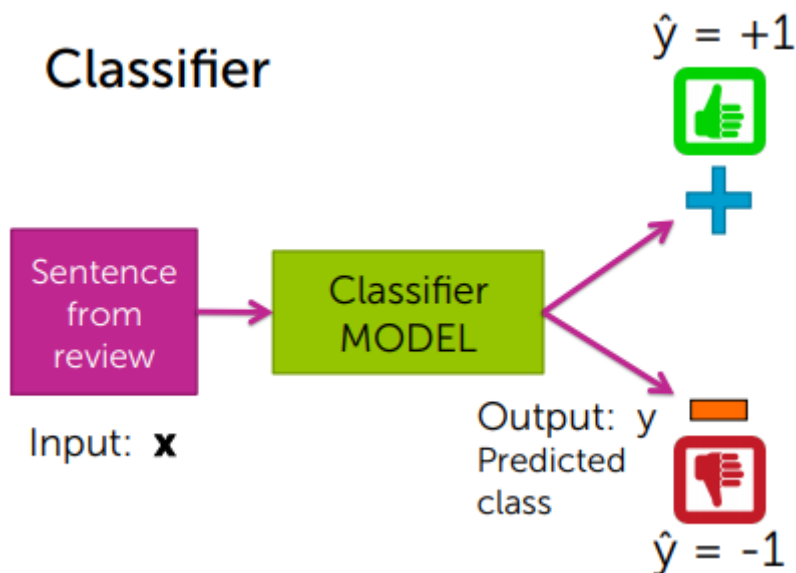 Classifier
ŷ = +1
Sentence
from
review
Classifier
MODEL
Input: x
Output: y
Predicted
class
ŷ = -1